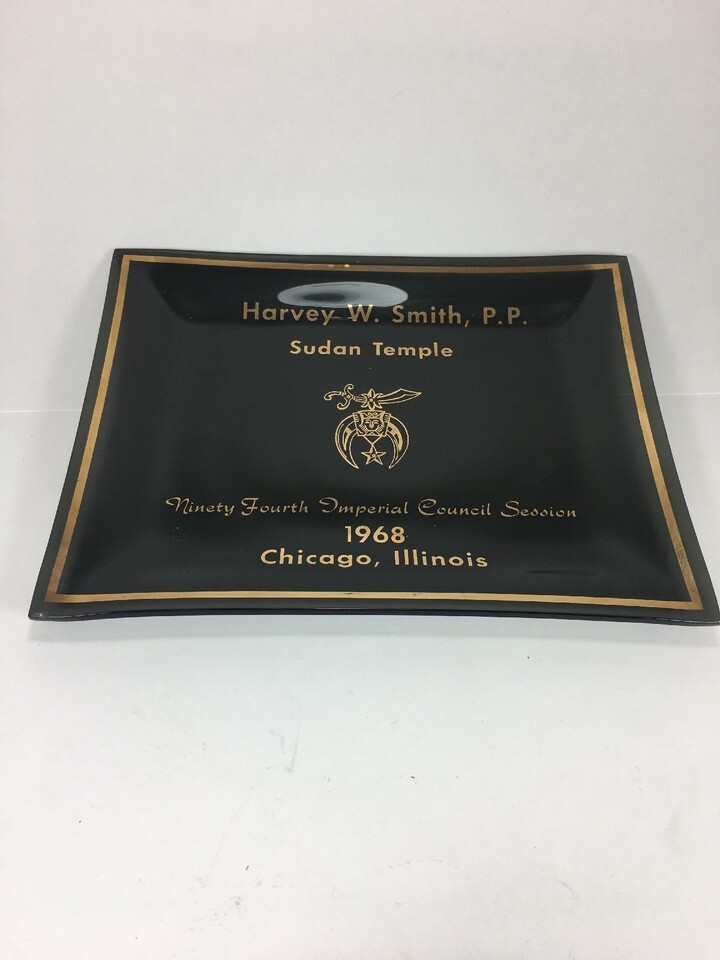 Harvey W. Smith, P.P.
Sudan Temple
Ninety Fourth Imperial Council Session
1968
Chicago, Illinois